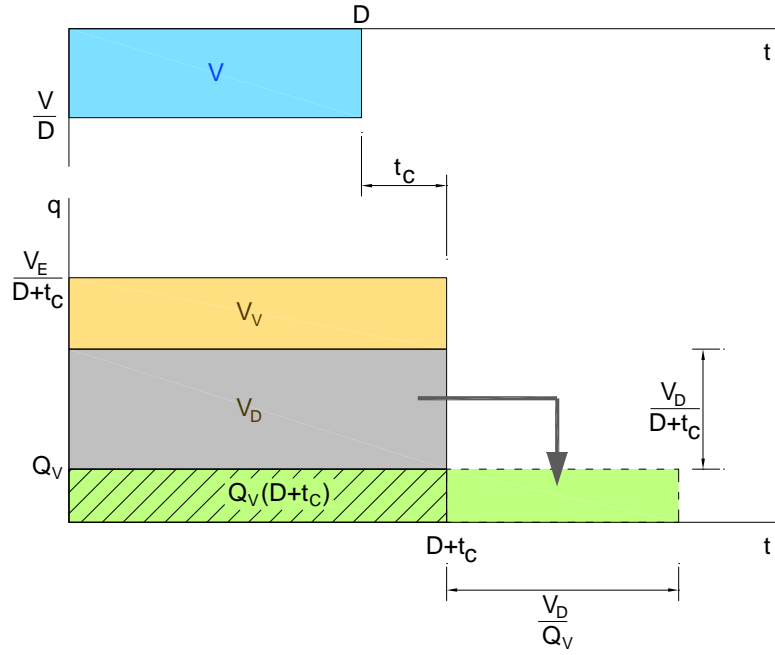 D
t
V
V
D
t_C
q
V_E
D+t_C
V_V
V_D
V_D
D+t_C
Q_V
Q_V(D+t_C)
D+t_C
t
V_D
Q_V